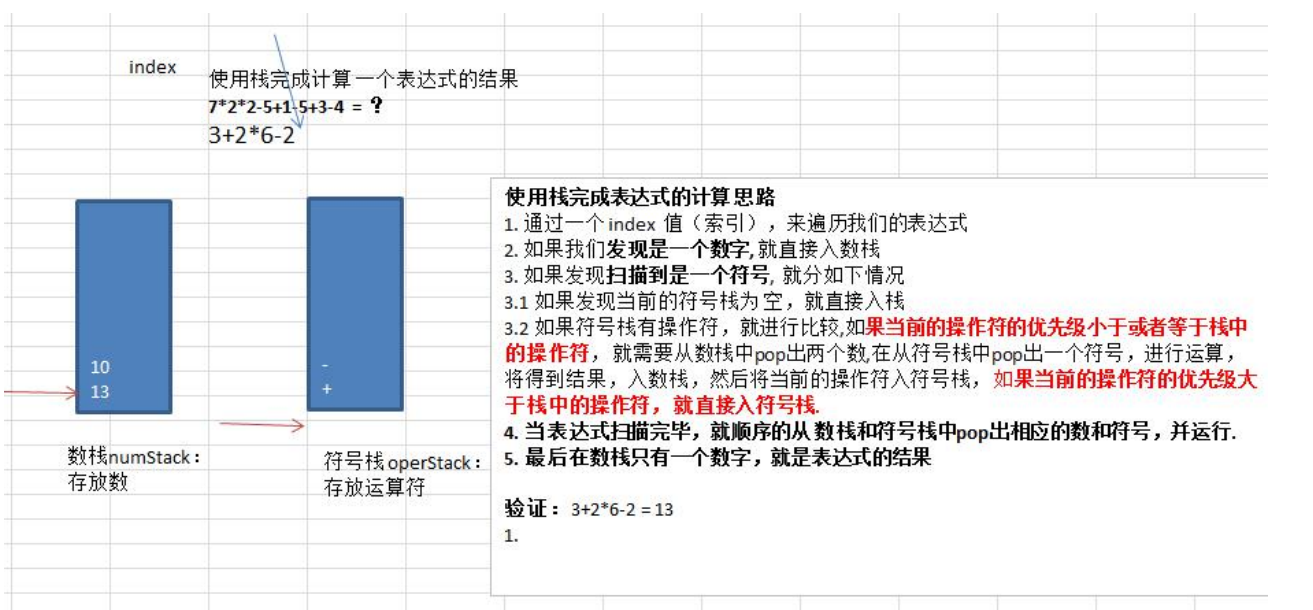 index
使用栈完成计算 一个表达式的结果
7*2*2-5+1-5+3-4 = ?
3+2*6-2
10
13
-
+
数栈numStack：
存放数
符号栈operStack：
存放运算符
使用栈完成表达式的计算 思路
1. 通过一个 index 值（索引），来遍历我们的表达式
2. 如果我们发现是一个数字,就直接入数栈
3. 如果发现扫描到是一个符号, 就分如下情况
3.1 如果发现当前的符号栈为 空，就直接入栈
3.2 如果符号栈有操作符，就进行比较,如果当前的操作符的优先级小于或者等于栈中
的操作符，就需要从数栈中pop出两个数,在从符号栈中pop出一个符号，进行运算，
将得到结果，入数栈，然后将当前的操作符入符号栈，如果当前的操作符的优先级大
于栈中的操作符，就直接入符号栈.
4. 当表达式扫描完毕，就顺序的从 数栈和符号栈中pop出相应的数和符号，并运行.
5. 最后在数栈只有一个数字，就是表达式的结果
验证：3+2*6-2 = 13
1.